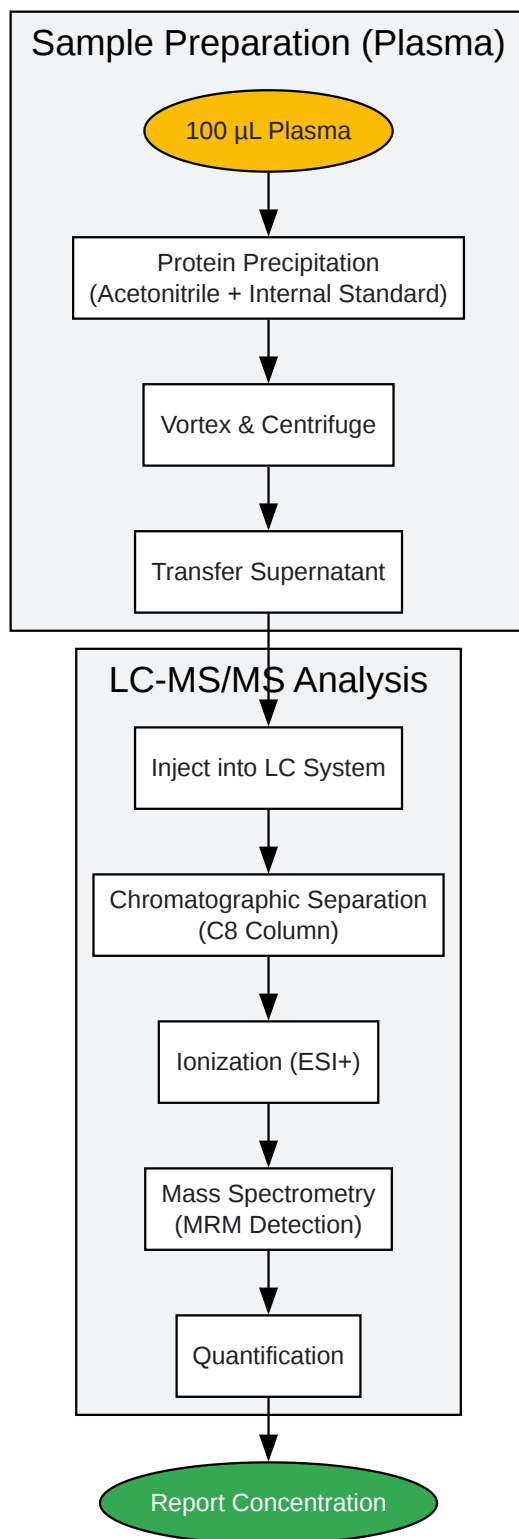 Sample Preparation (Plasma)
100 µL Plasma
Protein Precipitation
(Acetonitrile + Internal Standard)
Vortex & Centrifuge
Transfer Supernatant
LC-MS/MS Analysis
Inject into LC System
Chromatographic Separation
(C8 Column)
Ionization (ESI+)
Mass Spectrometry
(MRM Detection)
Quantification
Report Concentration